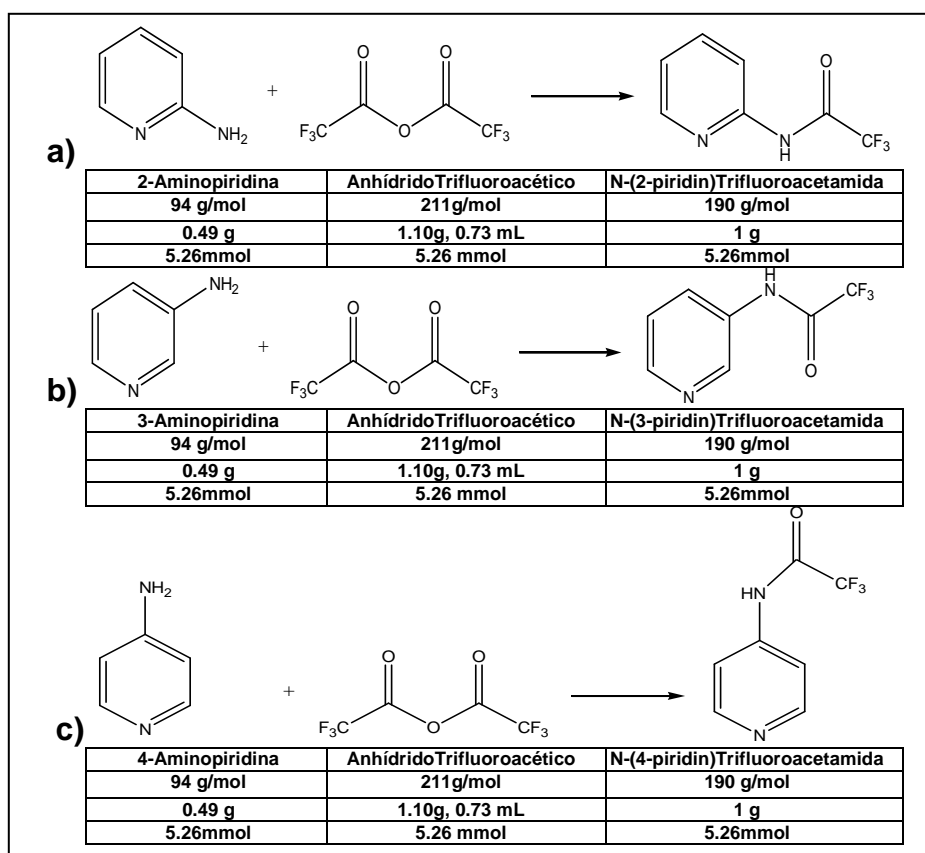 O O
+
N NH2 F3C O CF3 N N H O CF3
a)
2-Aminopiridina AnhídridoTrifluoroacético N-(2-piridin)Trifluoroacetamida
94 g/mol 211g/mol 190 g/mol
0.49 g 1.10g, 0.73 mL 1 g
5.26mmol 5.26 mmol 5.26mmol
NH2 O O H N CF3
+
N F3C O CF3 N O
b)
3-Aminopiridina AnhídridoTrifluoroacético N-(3-piridin)Trifluoroacetamida
94 g/mol 211g/mol 190 g/mol
0.49 g 1.10g, 0.73 mL 1 g
5.26mmol 5.26 mmol 5.26mmol
O
NH2 HN CF3
O O
+
N F3C O CF3 N
c)
4-Aminopiridina AnhídridoTrifluoroacético N-(4-piridin)Trifluoroacetamida
94 g/mol 211g/mol 190 g/mol
0.49 g 1.10g, 0.73 mL 1 g
5.26mmol 5.26 mmol 5.26mmol